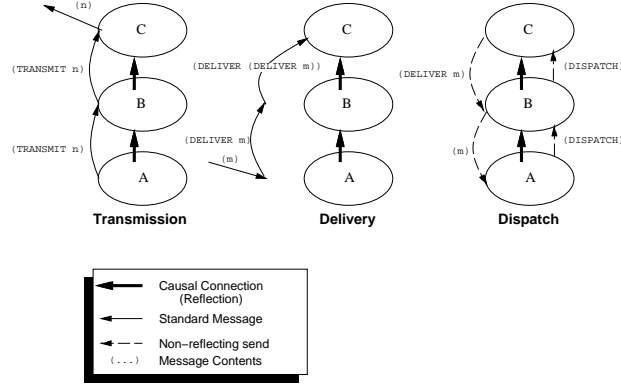 (n)
C
(TRANSMIT n)
B
(TRANSMIT n)
A
Transmission
C
(DELIVER (DELIVER m))
B
(DELIVER m)
(m)
A
Delivery
C
(DELIVER m)
(DISPATCH)
B
(m)
(DISPATCH)
A
Dispatch
Causal Connection
(Reflection)
Standard Message
Non-reflecting send
(...) Message Contents